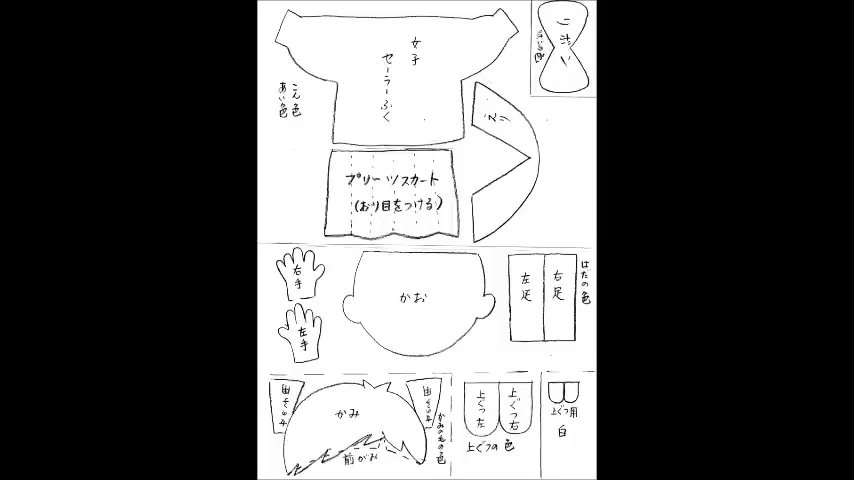 女子
セーラーふく
こん色
あい色
えり
プリーツスカート
(おり目をつける)
右手
左手
かお
左足
右足
はだの色
かみ
前がみ
かみの毛の色
上ぐつ左
上ぐつ右
上ぐつの色
上ぐつ用
白